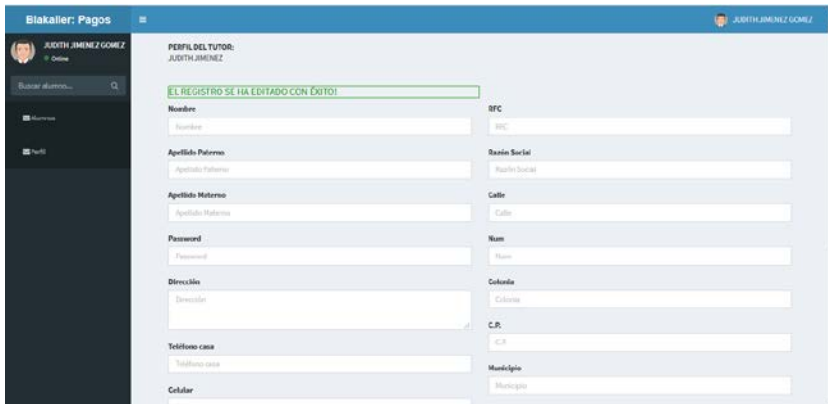 Blakalier: Pagos
JUDITH JIMENEZ GOMEZ
JUDITH JIMENEZ GOMEZ
Online
Buscar alumno...
Alumnos
Perfil
PERFIL DEL TUTOR:
JUDITH JIMENEZ
EL REGISTRO SE HA EDITADO CON ÉXITO!
Nombre
Nombre
Apellido Paterno
Apellido Paterno
Apellido Materno
Apellido Materno
Password
Password
Dirección
Dirección
Teléfono casa
Teléfono casa
Celular
RFC
RFC
Razón Social
Razón Social
Calle
Calle
Num
Num
Colonia
Colonia
C.P.
C.P.
Municipio
Municipio